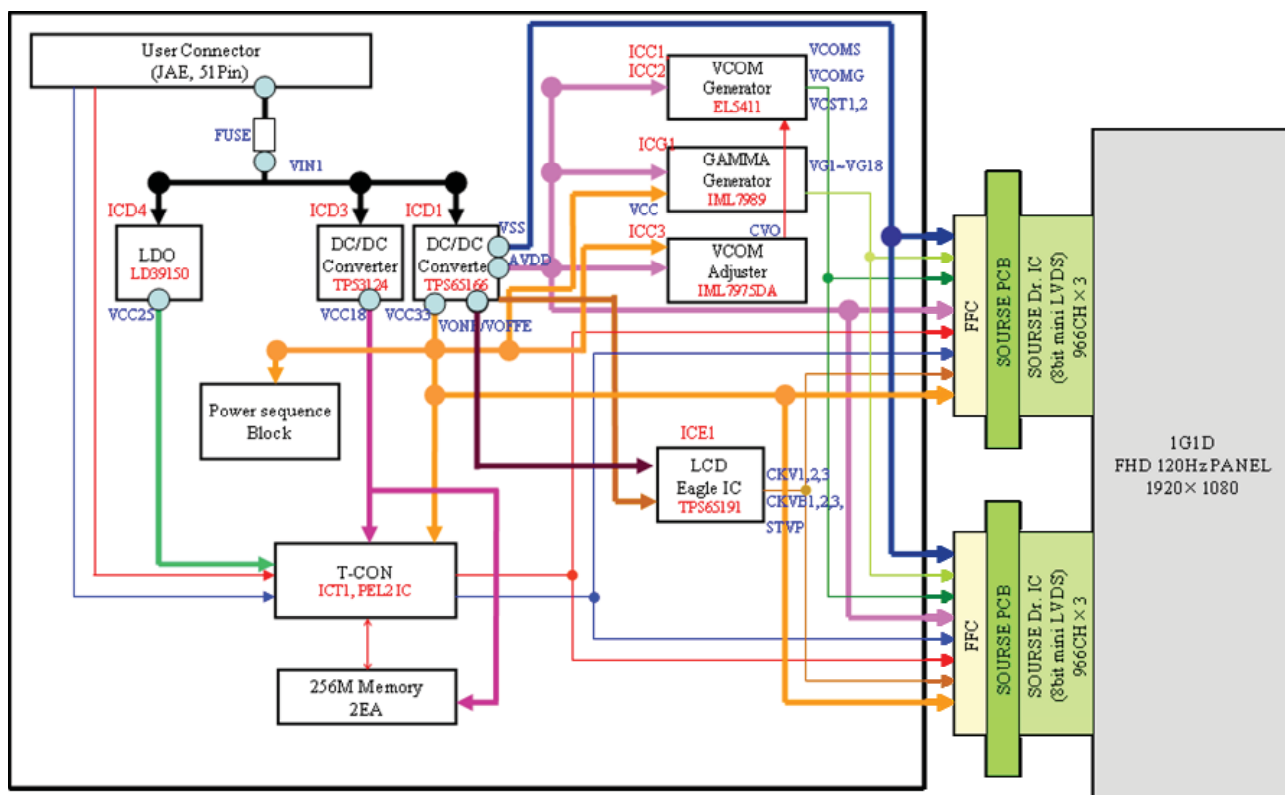 User Connector
(JAE, 51Pin)
FUSE
VIN1
ICD4
ICD3
ICD1
LDO
LD39150
DC/DC
Converter
TPS3124
DC/DC
Converter
TPS65166
VSS
AVDD
VCC25
VCC18
VCC33
VONE/VOFFE
Power sequence
Block
T-CON
ICT1, PEL2 IC
256M Memory
2EA
ICC1
ICC2
VCOM
Generator
EL5411
VCOMS
VCOMG
VCST1,2
ICG1
GAMMA
Generator
IML7989
VG1~VG18
VCC
CVO
ICC3
VCOM
Adjuster
IML7975DA
ICE1
LCD
Eagle IC
TPS65191
CKV1,2,3
CKVB1,2,3,
STVP
FFC
SOURSE PCB
SOURSE Dr. IC
(8bit mini LVDS)
966CH×3
FFC
SOURSE PCB
SOURSE Dr. IC
(8bit mini LVDS)
966CH×3
1G1D
FHD 120Hz PANEL
1920×1080